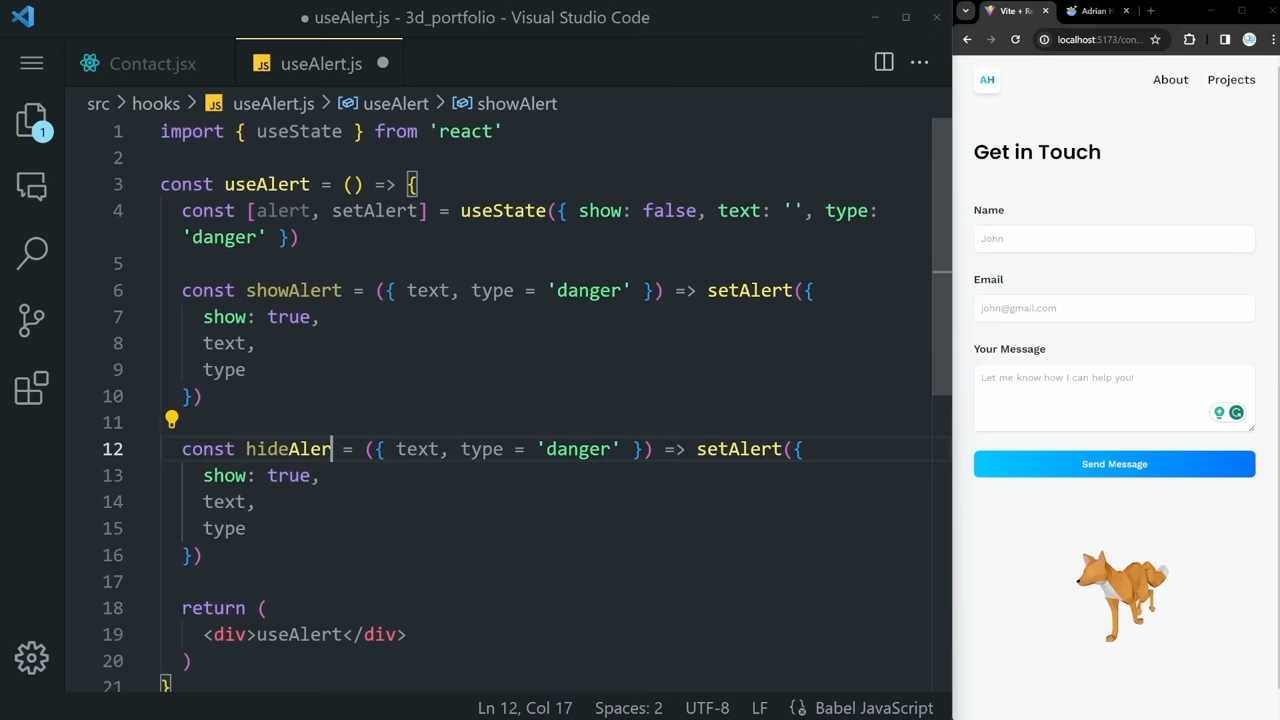 useAlert.js - 3d_portfolio - Visual Studio Code
Contact.jsx
JS useAlert.js
src > hooks > JS useAlert.js > useAlert > showAlert
1
1 import { useState } from 'react'
2
3 const useAlert = () => {
4 const [alert, setAlert] = useState({ show: false, text: '', type:
'danger' })
5
6 const showAlert = ({ text, type = 'danger' }) => setAlert({
7 show: true,
8 text,
9 type
10 })
11
12 const hideAler = ({ text, type = 'danger' }) => setAlert({
13 show: true,
14 text,
15 type
16 })
17
18 return (
19 <div>useAlert</div>
20 )
21 }
Ln 12, Col 17 Spaces: 2 UTF-8 LF Babel JavaScript
Vite + Re
Adrian H
localhost:5173/con...
AH About Projects
Get in Touch
Name
John
Email
john@gmail.com
Your Message
Let me know how I can help you!
Send Message